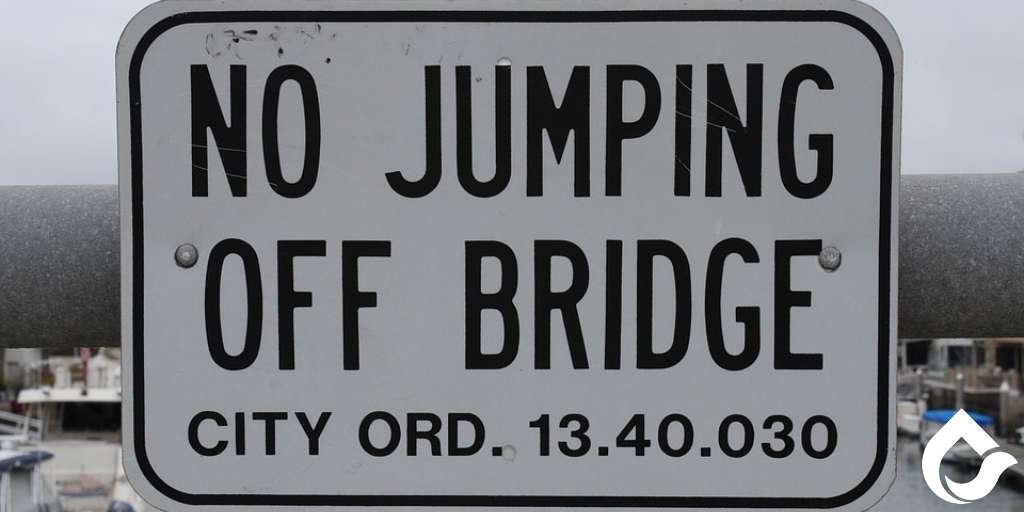 NO JUMPING
OFF BRIDGE
CITY ORD. 13.40.030